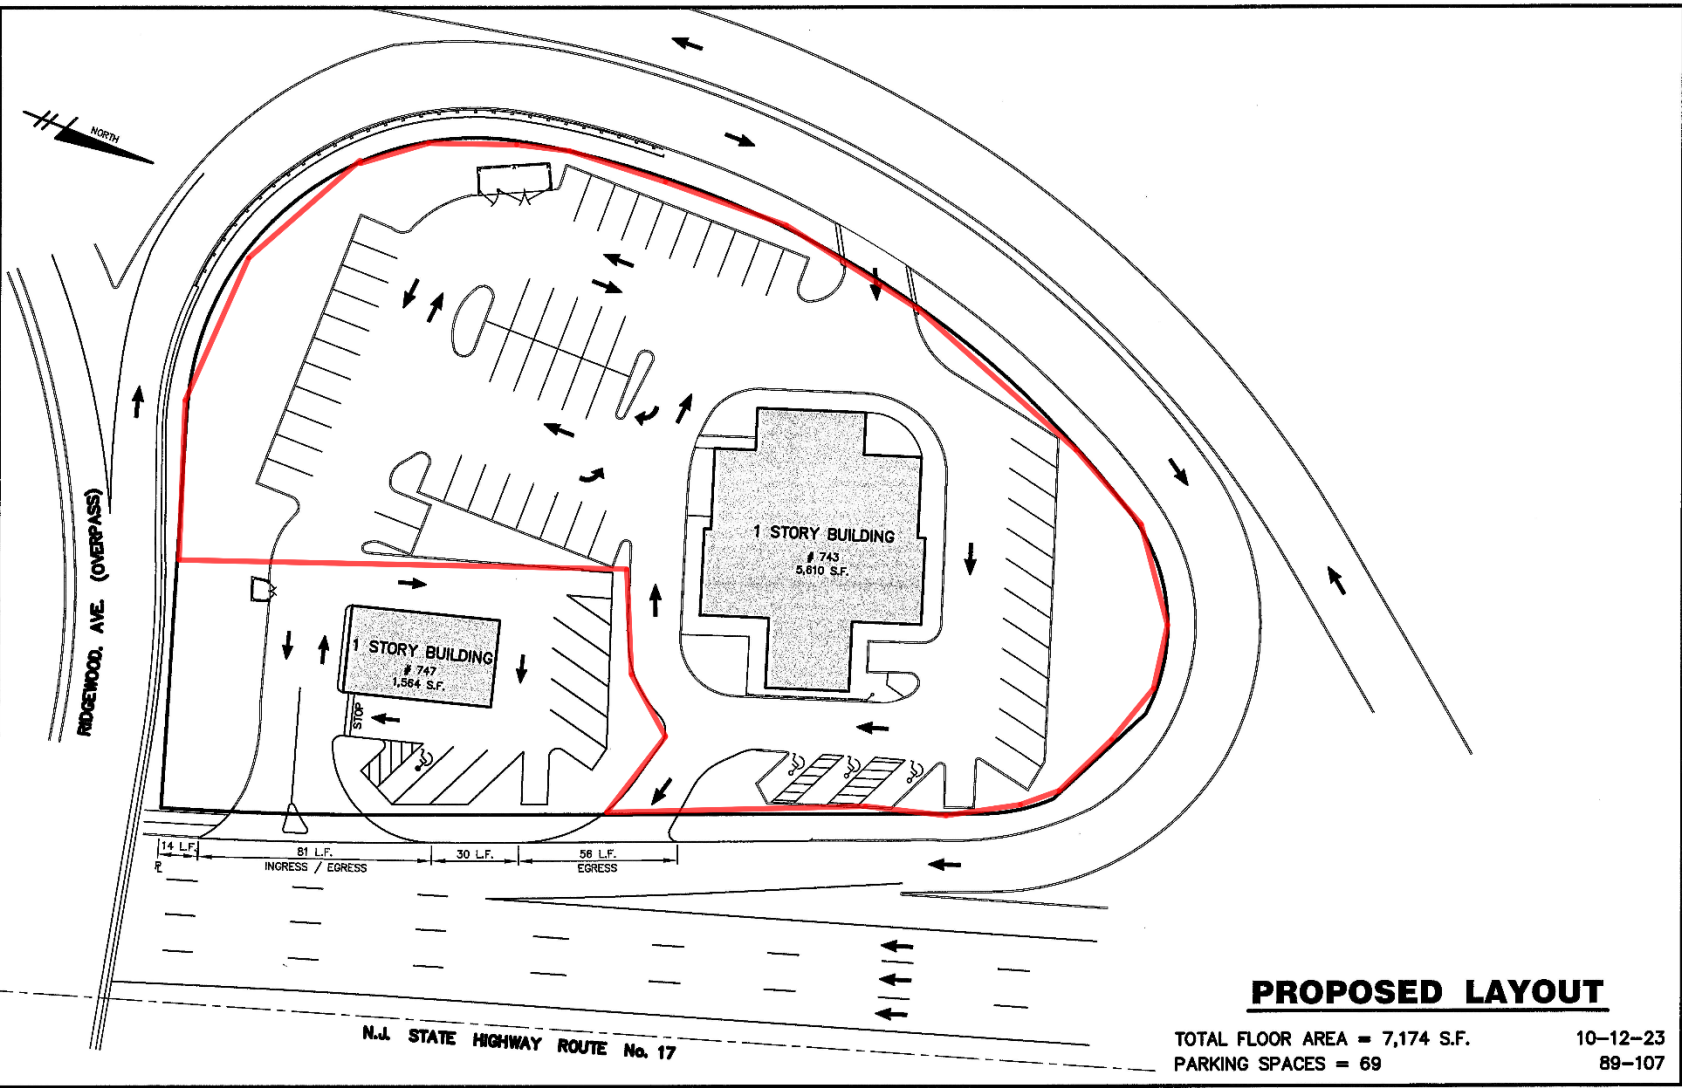 NORTH
RIDGEWOOD. AVE. (OVERPASS)
1 STORY BUILDING
# 743
5,610 S.F.
1 STORY BUILDING
# 747
1,564 S.F.
STOP
14 L.F.
81 L.F.
INGRESS / EGRESS
30 L.F.
58 L.F.
EGRESS
N.J. STATE HIGHWAY ROUTE No. 17
PROPOSED LAYOUT
TOTAL FLOOR AREA = 7,174 S.F. 10-12-23
PARKING SPACES = 69 89-107